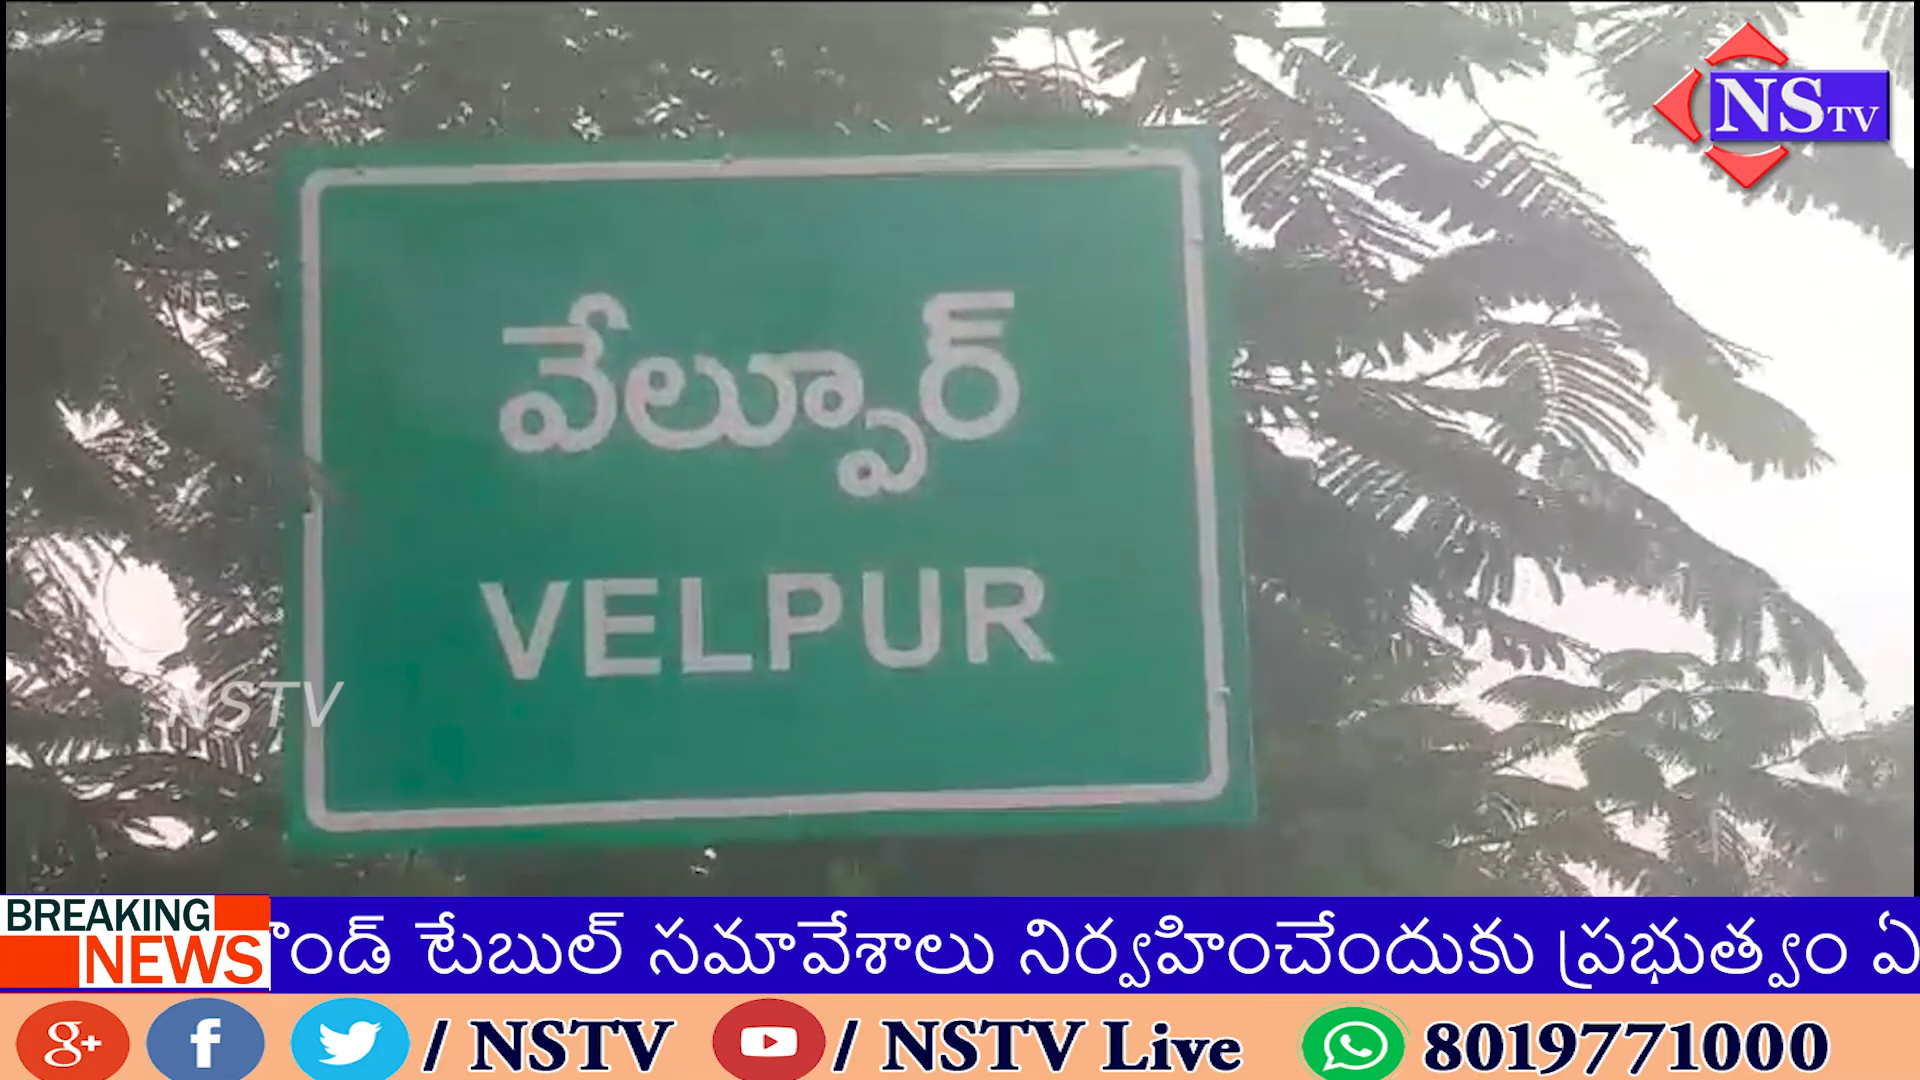 NSTV
వేల్పూర్
VELPUR
NSTV
BREAKING
NEWS
టేబుల్ సమావేశాలు నిర్వహించేందుకు ప్రభుత్వం
/ NSTV / NSTV Live 8019771000